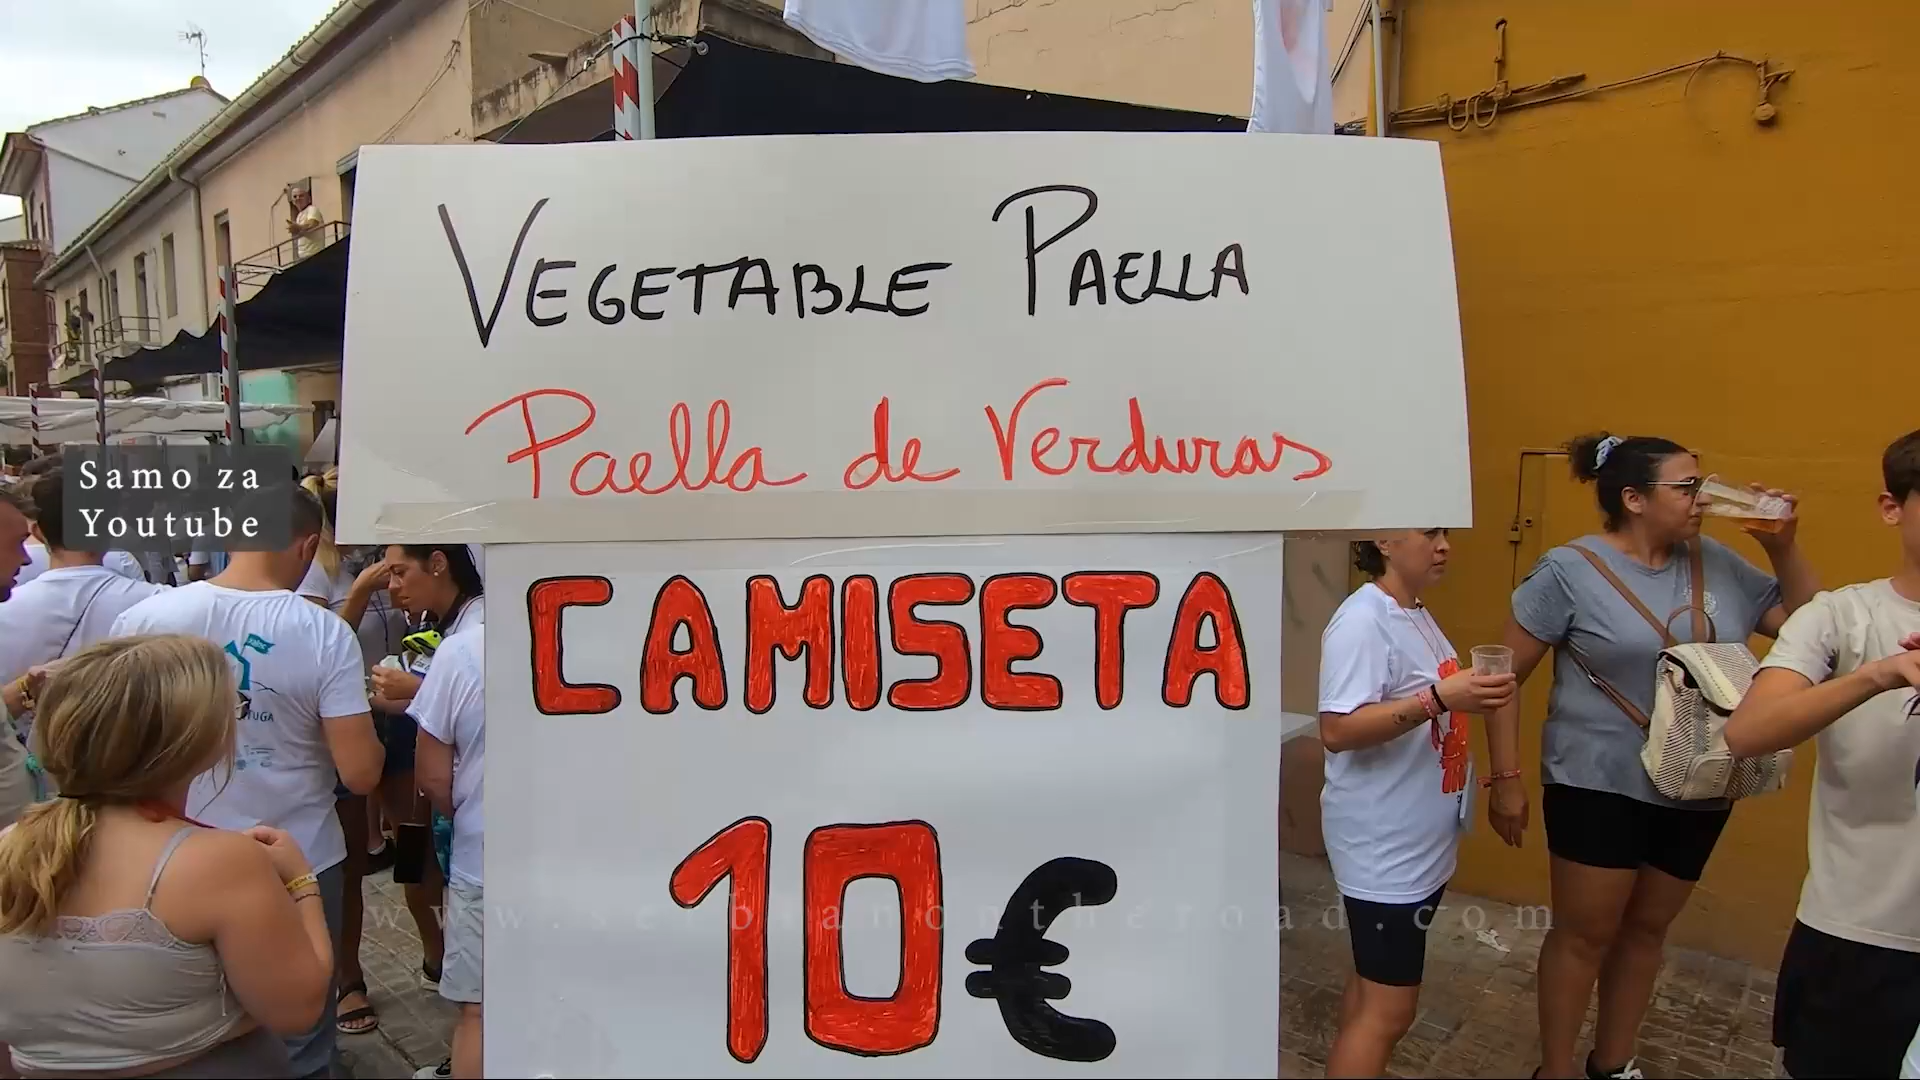 VEGETABLE PAELLA
Paella de Verduras
Samo za
Youtube
CAMISETA
10€
www.serbianontheroad.com